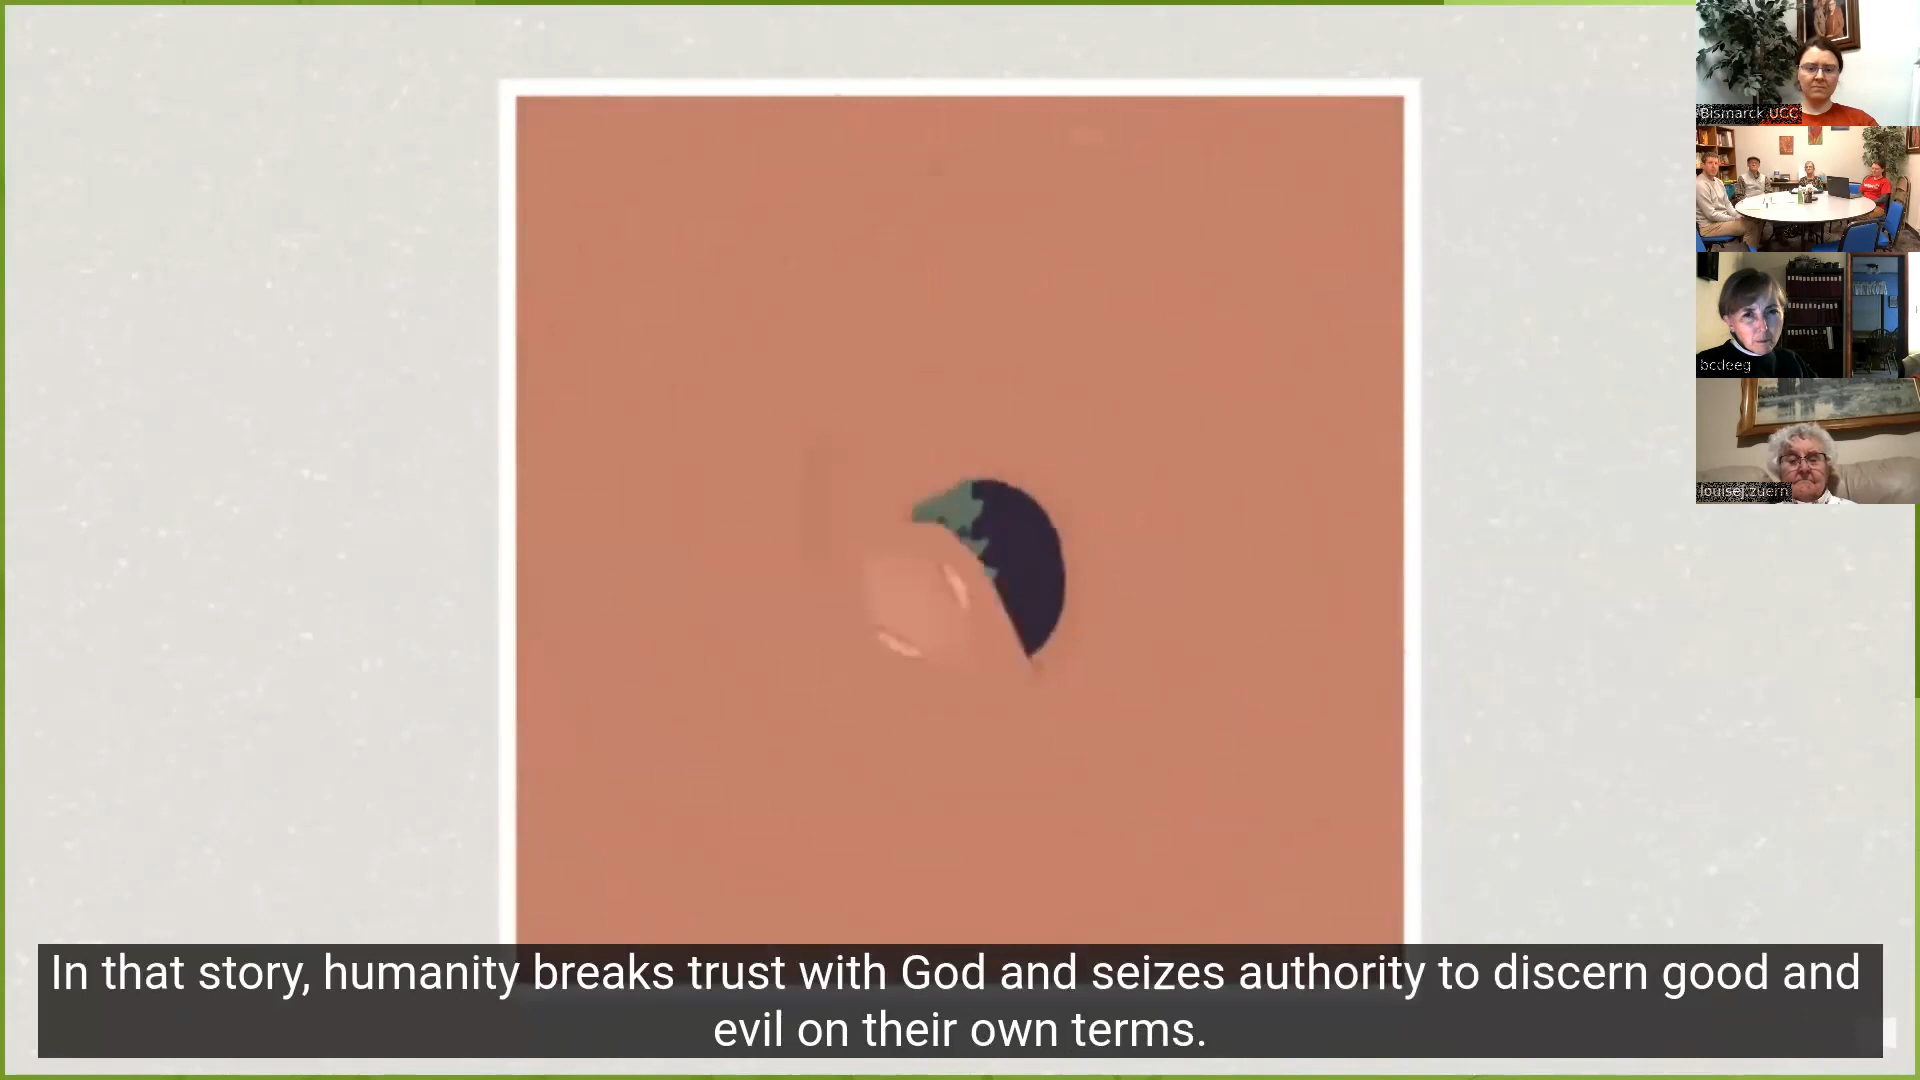 Bismarck UCC
bcdeeg
louisej.zuern
In that story, humanity breaks trust with God and seizes authority to discern good and
evil on their own terms.